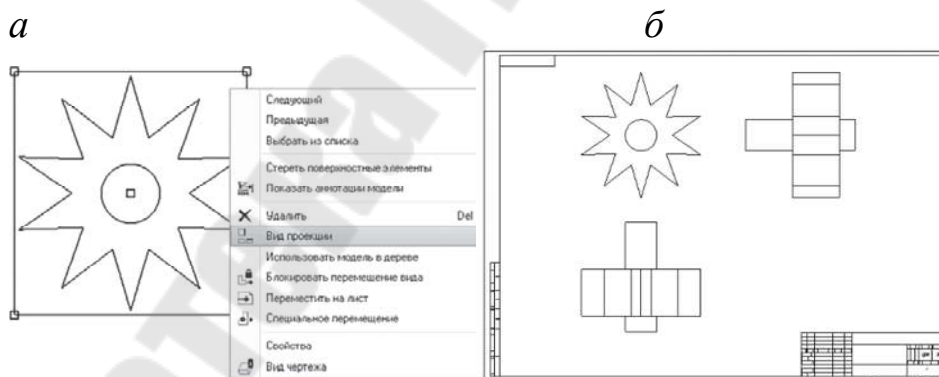 а
б
Следующий
Предыдущая
Выбрать из списка
Стереть поверхностные элементы
Показать аннотации модели
Удалить Del
Вид проекции
Использовать модель в дереве
Блокировать перемещение вида
Переместить на лист
Специальное перемещение
Свойства
Вид чертежа